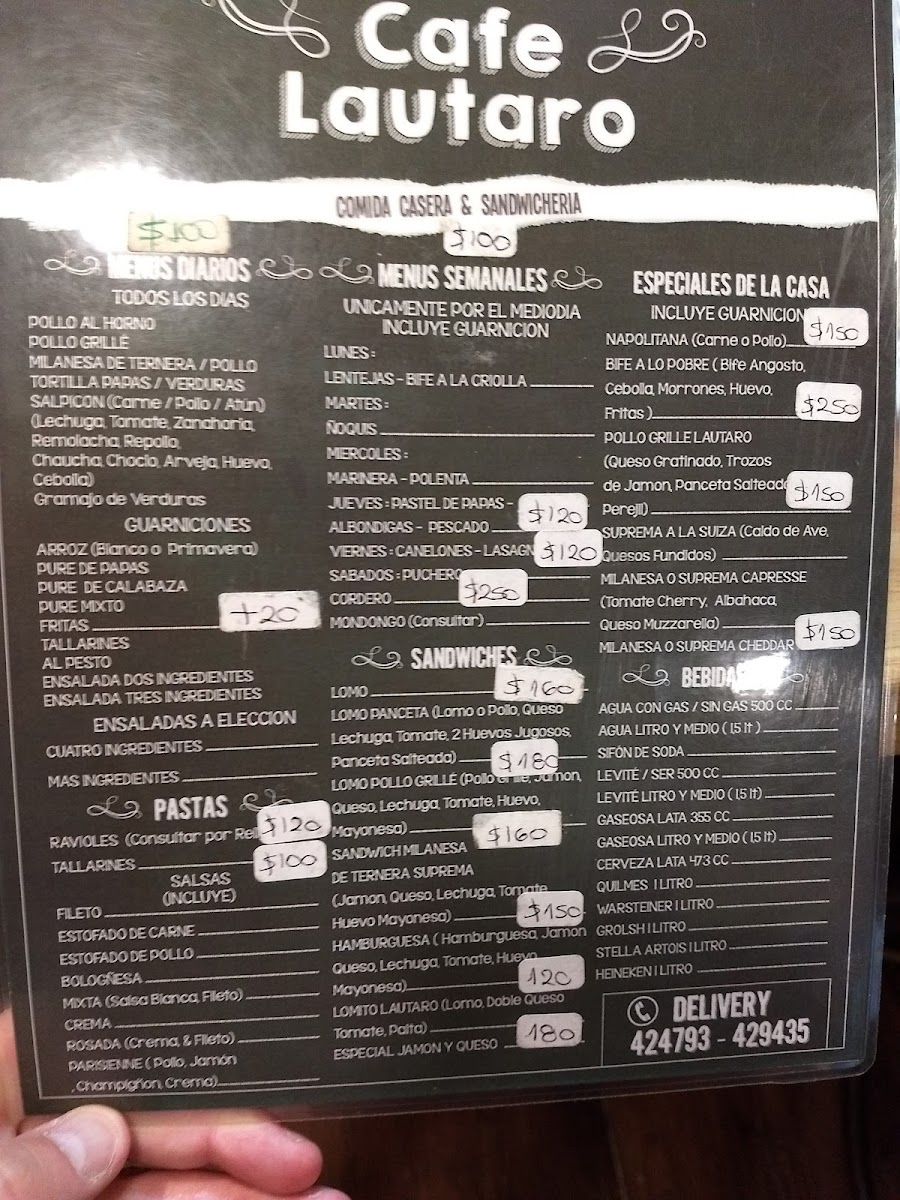 Cafe
Lautaro
COMIDA CASERA & SANDWICHERIA
$100
MENUS DIARIOS
TODOS LOS DIAS
POLLO AL HORNO
POLLO GRILLÉ
MILANESA DE TERNERA / POLLO
TORTILLA PAPAS / VERDURAS
SALPICON (Carne / Pollo / Atún)
(Lechuga, Tomate, Zanahoria,
Remolacha, Repollo,
Chaucha, Choclo, Arveja, Huevo,
Cebolla)
Gramajo de Verduras
GUARNICIONES
ARROZ (Blanco o Primavera)
PURE DE PAPAS
PURE DE CALABAZA
PURE MIXTO
FRITAS +20
TALLARINES
AL PESTO
ENSALADA DOS INGREDIENTES
ENSALADA TRES INGREDIENTES
ENSALADAS A ELECCION
CUATRO INGREDIENTES
MAS INGREDIENTES
PASTAS
RAVIOLES (Consultar por Rel $120
TALLARINES $100
SALSAS
(INCLUYE)
FILETO
ESTOFADO DE CARNE
ESTOFADO DE POLLO
BOLOGÑESA
MIXTA (Salsa Blanca, Fileto)
CREMA
ROSADA (Crema, & Fileto)
PARISIENNE ( Pollo, Jamón
, Champigñon, Crema)
$100
MENUS SEMANALES
UNICAMENTE POR EL MEDIODIA
INCLUYE GUARNICION
LUNES :
LENTEJAS - BIFE A LA CRIOLLA
MARTES :
ÑOQUIS
MIERCOLES :
MARINERA - POLENTA
JUEVES : PASTEL DE PAPAS -
ALBONDIGAS - PESCADO $120
VIERNES : CANELONES - LASAGN $120
SABADOS : PUCHERO
CORDERO $250
MONDONGO (Consultar)
SANDWICHES
LOMO $160
LOMO PANCETA (Lomo o Pollo, Queso
Lechuga, Tomate, 2 Huevos Jugosos,
Panceta Salteada) $180
LOMO POLLO GRILLÉ (Pollo Grille, Jamon,
Queso, Lechuga, Tomate, Huevo,
Mayonesa) $160
SANDWICH MILANESA
DE TERNERA SUPREMA
(Jamon, Queso, Lechuga, Tomate
Huevo Mayonesa) $150
HAMBURGUESA ( Hamburguesa, Jamon
Queso, Lechuga, Tomate, Huevo
Mayonesa) 120
LOMITO LAUTARO (Lomo, Doble Queso
Tomate, Palta) 180
ESPECIAL JAMON Y QUESO
ESPECIALES DE LA CASA
INCLUYE GUARNICION
NAPOLITANA (Carne o Pollo) $150
BIFE A LO POBRE ( Bife Angosto,
Cebolla, Morrones, Huevo,
Fritas ) $250
POLLO GRILLE LAUTARO
(Queso Gratinado, Trozos
de Jamon, Panceta Saltead $150
Perejil)
SUPREMA A LA SUIZA (Caldo de Ave,
Quesos Fundidos)
MILANESA O SUPREMA CAPRESSE
(Tomate Cherry, Albahaca,
Queso Muzzarella) $150
MILANESA O SUPREMA CHEDDAR
BEBIDA
AGUA CON GAS / SIN GAS 500 CC
AGUA LITRO Y MEDIO ( 1,5 lt )
SIFÓN DE SODA
LEVITÉ / SER 500 CC
LEVITÉ LITRO Y MEDIO ( 1,5 lt)
GASEOSA LATA 355 CC
GASEOSA LITRO Y MEDIO ( 1,5 lt)
CERVEZA LATA 473 CC
QUILMES 1 LITRO
WARSTEINER 1 LITRO
GROLSH 1 LITRO
STELLA ARTOIS 1 LITRO
HEINEKEN 1 LITRO
DELIVERY
424793 - 429435